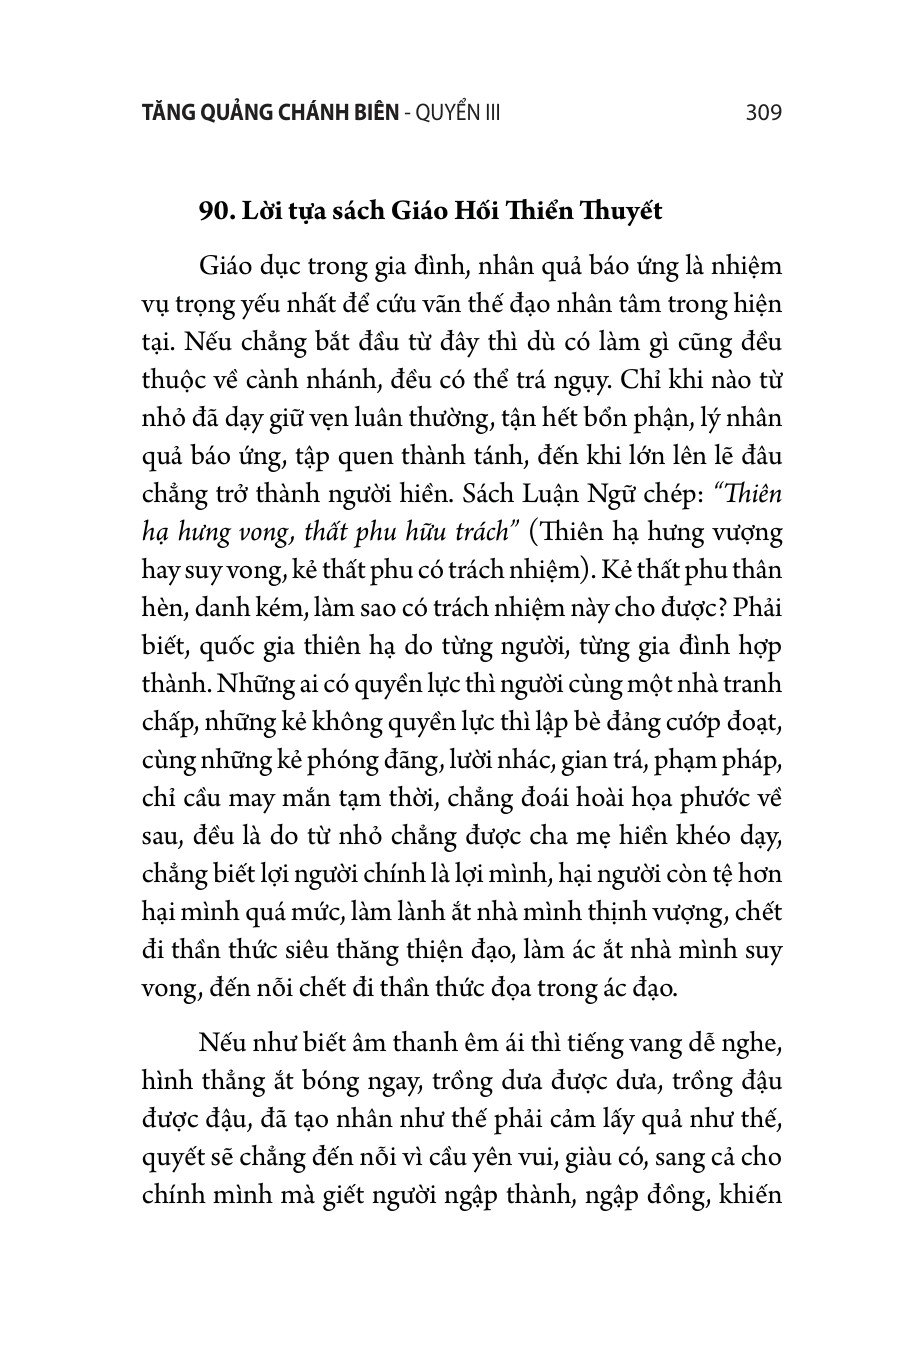 TĂNG QUẢNG CHÁNH BIÊN - QUYỂN III 309
90. Lời tựa sách Giáo Hối Thiển Thuyết
Giáo dục trong gia đình, nhân quả báo ứng là nhiệm
vụ trọng yếu nhất để cứu vãn thế đạo nhân tâm trong hiện
tại. Nếu chẳng bắt đầu từ đây thì dù có làm gì cũng đều
thuộc về cành nhánh, đều có thể trá ngụy. Chỉ khi nào từ
nhỏ đã dạy giữ vẹn luân thường, tận hết bổn phận, lý nhân
quả báo ứng, tập quen thành tánh, đến khi lớn lên lẽ đâu
chẳng trở thành người hiền. Sách Luận Ngữ chép: “Thiên
hạ hưng vong, thất phu hữu trách” (Thiên hạ hưng vượng
hay suy vong, kẻ thất phu có trách nhiệm). Kẻ thất phu thân
hèn, danh kém, làm sao có trách nhiệm này cho được? Phải
biết, quốc gia thiên hạ do từng người, từng gia đình hợp
thành. Những ai có quyền lực thì người cùng một nhà tranh
chấp, những kẻ không quyền lực thì lập bè đảng cướp đoạt,
cùng những kẻ phóng đãng, lười nhác, gian trá, phạm pháp,
chỉ cầu may mắn tạm thời, chẳng đoái hoài họa phước về
sau, đều là do từ nhỏ chẳng được cha mẹ hiền khéo dạy,
chẳng biết lợi người chính là lợi mình, hại người còn tệ hơn
hại mình quá mức, làm lành ắt nhà mình thịnh vượng, chết
đi thần thức siêu thăng thiện đạo, làm ác ắt nhà mình suy
vong, đến nỗi chết đi thần thức đọa trong ác đạo.
Nếu như biết âm thanh êm ái thì tiếng vang dễ nghe,
hình thẳng ắt bóng ngay, trồng dưa được dưa, trồng đậu
được đậu, đã tạo nhân như thế phải cảm lấy quả như thế,
quyết sẽ chẳng đến nỗi vì cầu yên vui, giàu có, sang cả cho
chính mình mà giết người ngập thành, ngập đồng, khiến